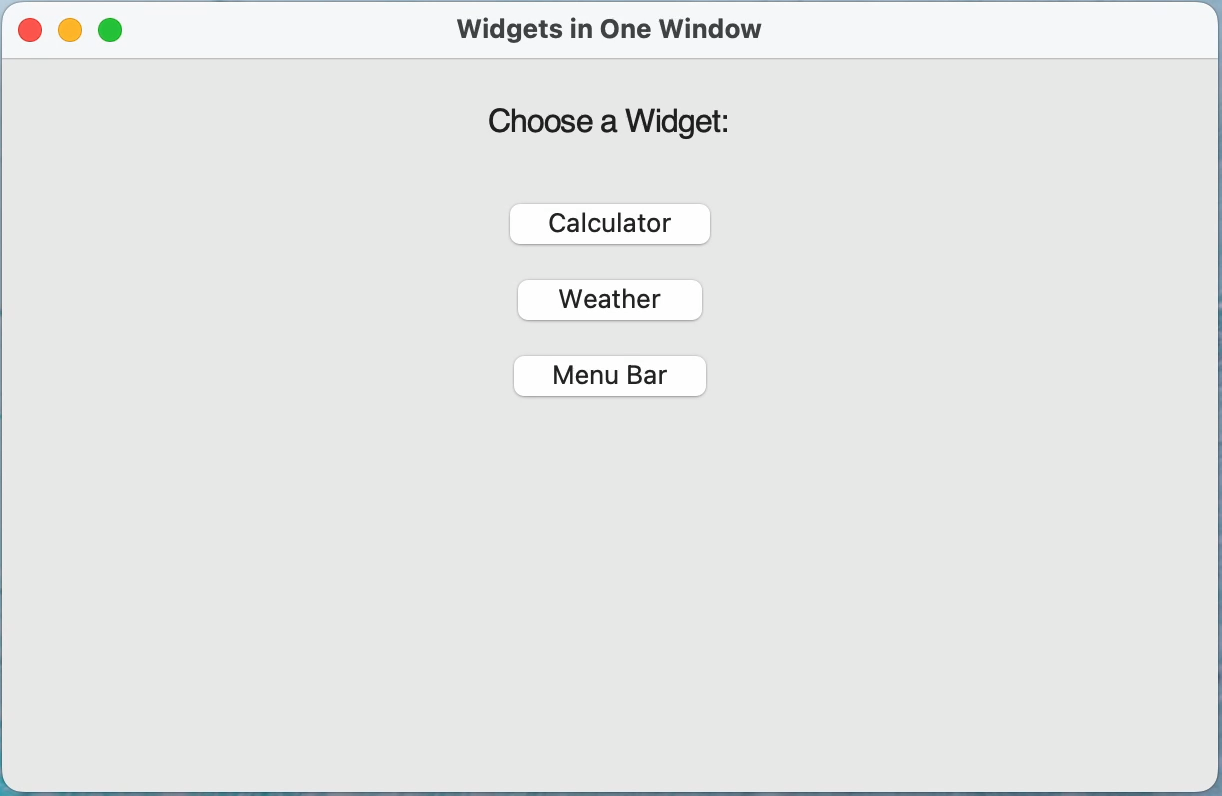 Widgets in One Window
Choose a Widget:
Calculator
Weather
Menu Bar